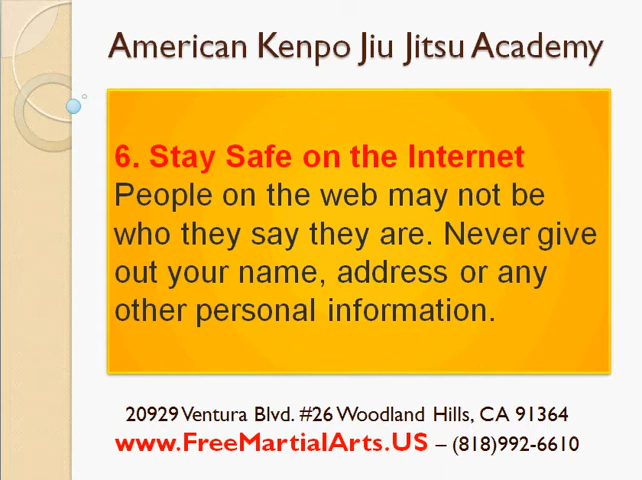 American Kenpo Jiu Jitsu Academy
6. Stay Safe on the Internet
People on the web may not be
who they say they are. Never give
out your name, address or any
other personal information.
20929 Ventura Blvd. #26 Woodland Hills, CA 91364
www.FreeMartialArts.US – (818)992-6610